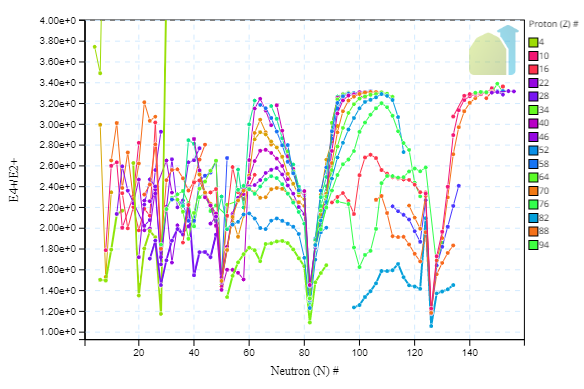 Proton (Z) #
4
10
16
22
28
34
40
46
52
58
64
70
76
82
88
94
4.00e+0
3.80e+0
3.60e+0
3.40e+0
3.20e+0
3.00e+0
2.80e+0
2.60e+0
2.40e+0
2.20e+0
2.00e+0
1.80e+0
1.60e+0
1.40e+0
1.20e+0
1.00e+0
E4+/E2+
20
40
60
80
100
120
140
Neutron (N) #